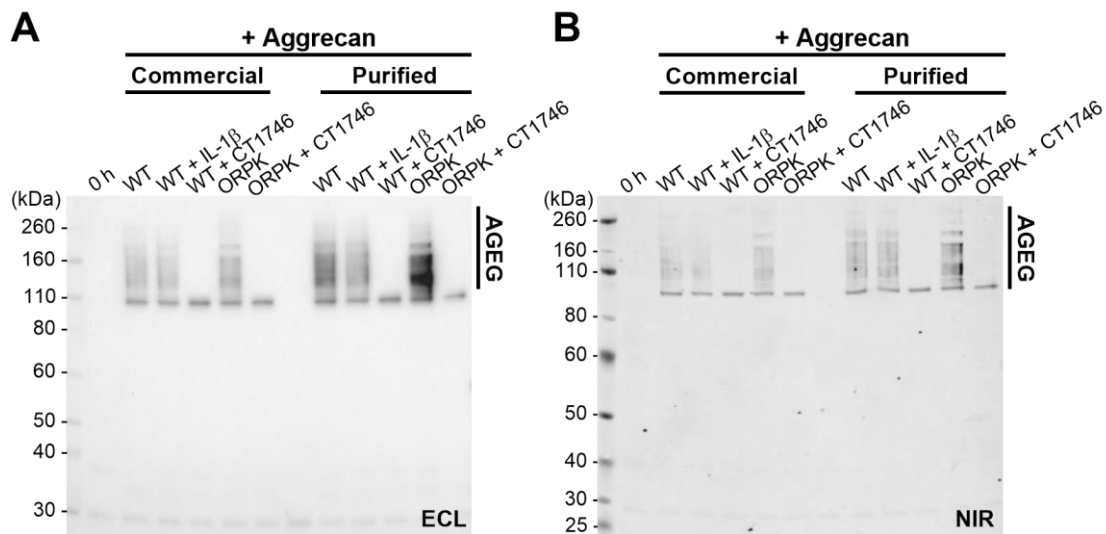 A
+ Aggrecan
Commercial
Purified
0 h
WT
WT + IL-1β
WT + CT1746
ORPK
ORPK + CT1746
WT
WT + IL-1β
WT + CT1746
ORPK
ORPK + CT1746
(kDa)
260 -
160 -
110 -
80 -
60 -
50 -
40 -
30 -
AGEG
ECL
B
+ Aggrecan
Commercial
Purified
0 h
WT
WT + IL-1β
WT + CT1746
ORPK
ORPK + CT1746
WT
WT + IL-1β
WT + CT1746
ORPK
ORPK + CT1746
(kDa)
260 -
160 -
110 -
80 -
60 -
50 -
40 -
30 -
25 -
AGEG
NIR